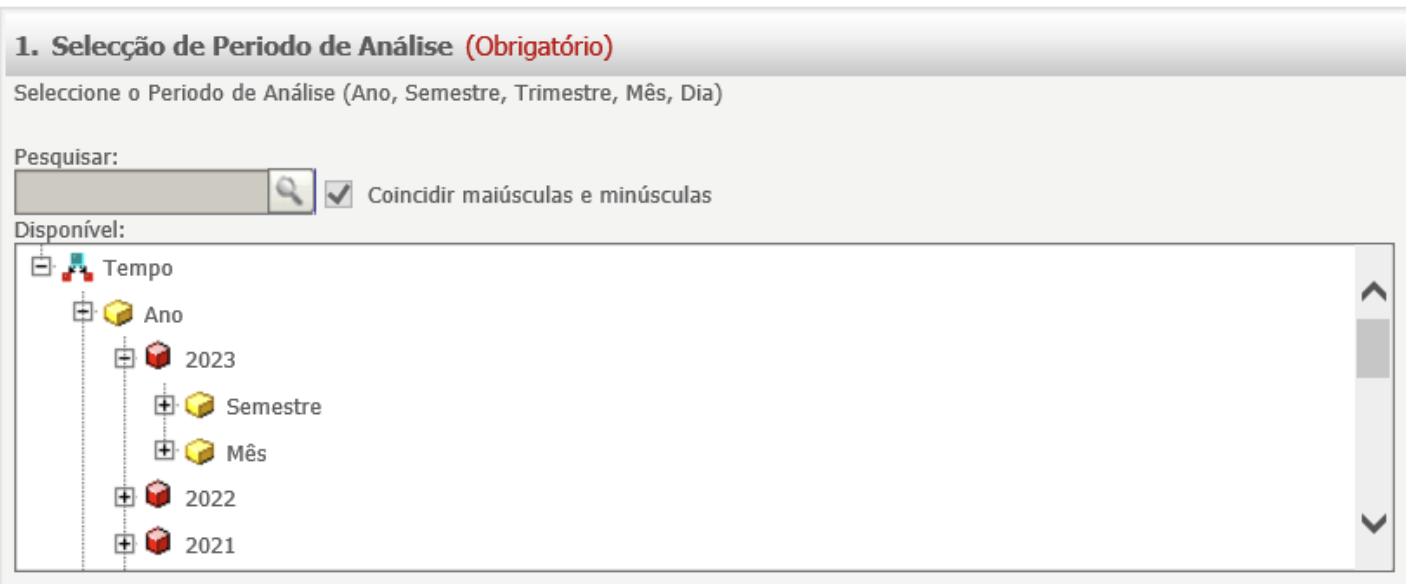 1. Selecção de Periodo de Análise (Obrigatório)
Seleccione o Periodo de Análise (Ano, Semestre, Trimestre, Mês, Dia)
Pesquisar:
Coincidir maiúsculas e minúsculas
Disponível:
Tempo
Ano
2023
Semestre
Mês
2022
2021